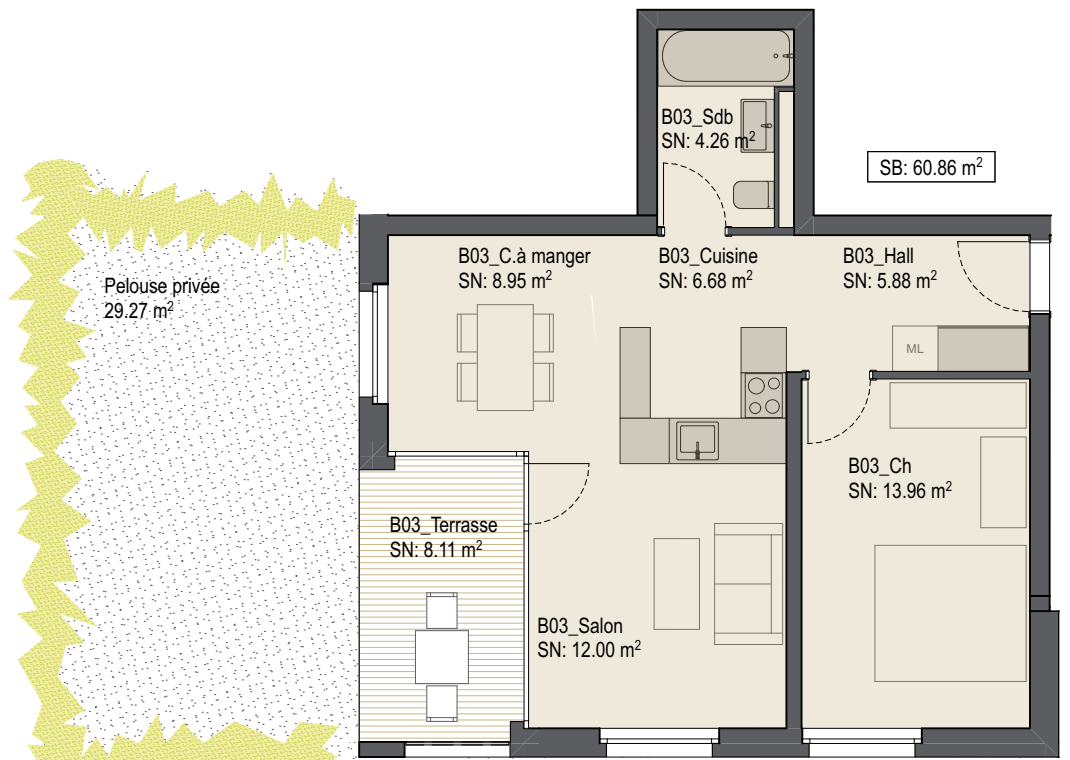 B03_Sdb
SN: 4.26 m²
SB: 60.86 m²
B03_C.à manger
SN: 8.95 m²
B03_Cuisine
SN: 6.68 m²
B03_Hall
SN: 5.88 m²
Pelouse privée
29.27 m²
ML
B03_Ch
SN: 13.96 m²
B03_Terrasse
SN: 8.11 m²
B03_Salon
SN: 12.00 m²